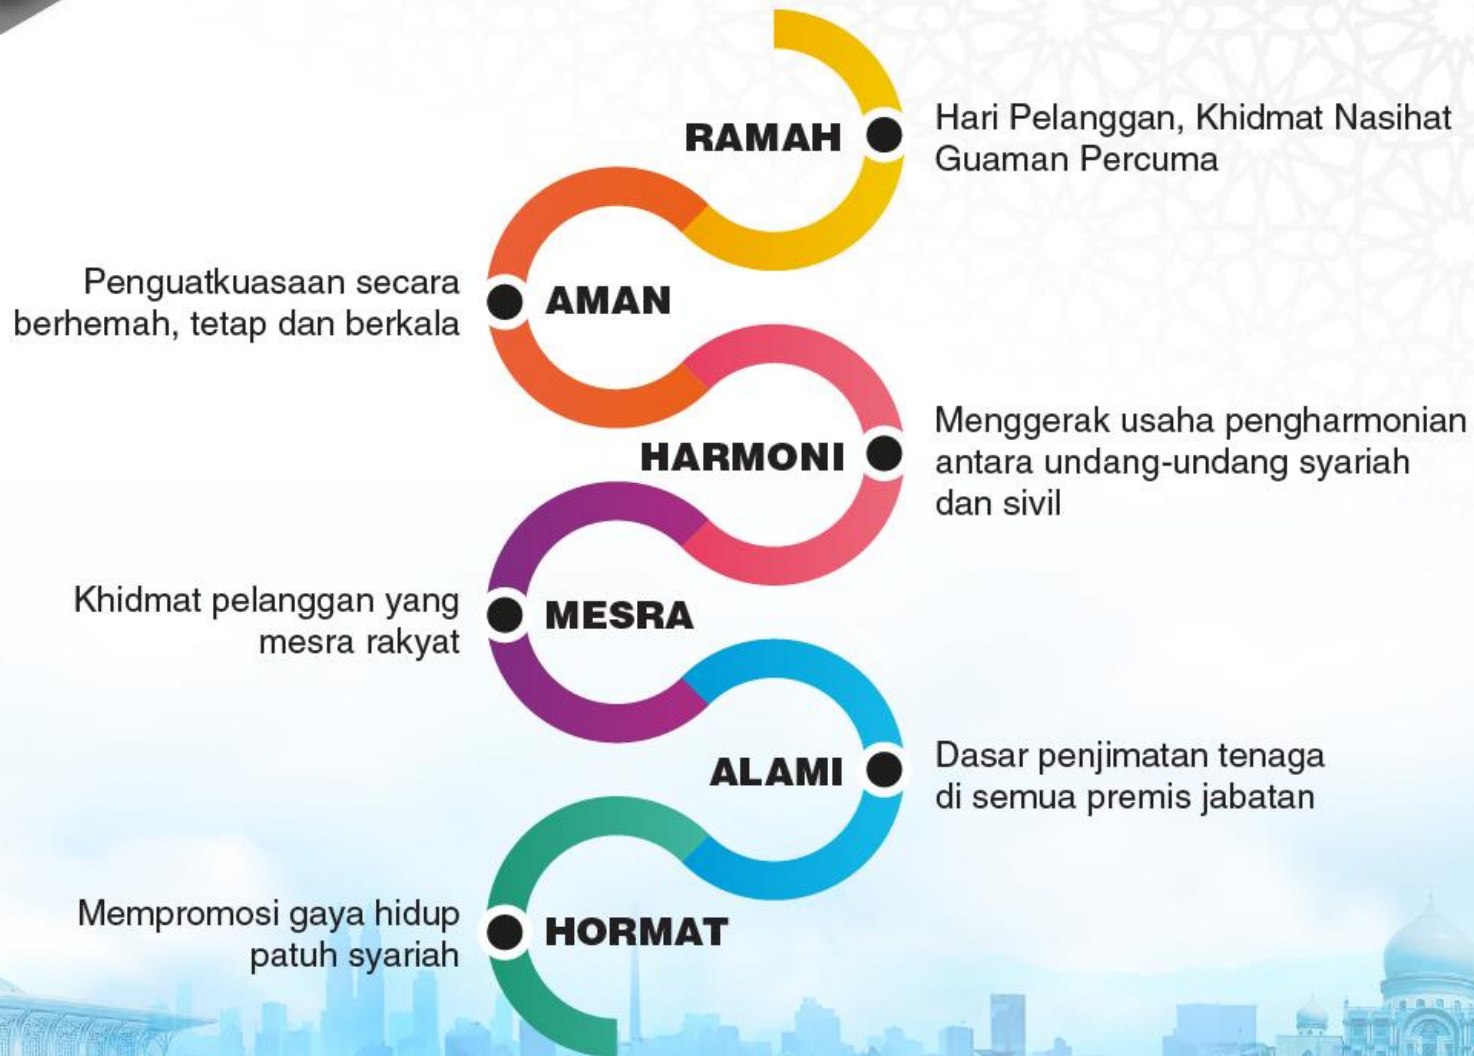 RAMAH
Hari Pelanggan, Khidmat Nasihat
Guaman Percuma
Penguatkuasaan secara
berhemah, tetap dan berkala
AMAN
HARMONI
Menggerak usaha pengharmonian
antara undang-undang syariah
dan sivil
Khidmat pelanggan yang
mesra rakyat
MESRA
ALAMI
Dasar penjimatan tenaga
di semua premis jabatan
Mempromosi gaya hidup
patuh syariah
HORMAT